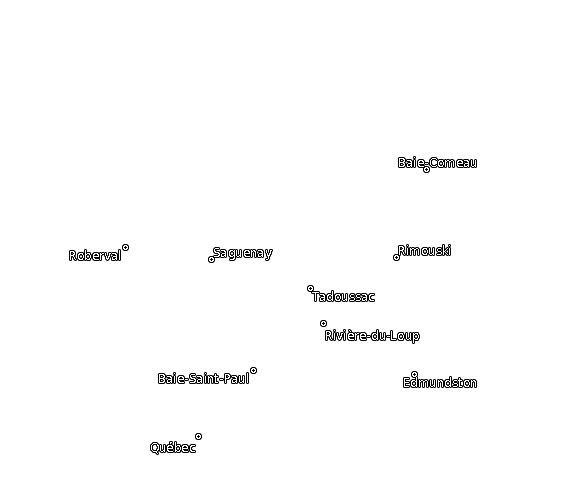 Baie-Comeau
Rimouski
Saguenay
Roberval
Tadoussac
Rivière-du-Loup
Baie-Saint-Paul
Edmundston
Québec